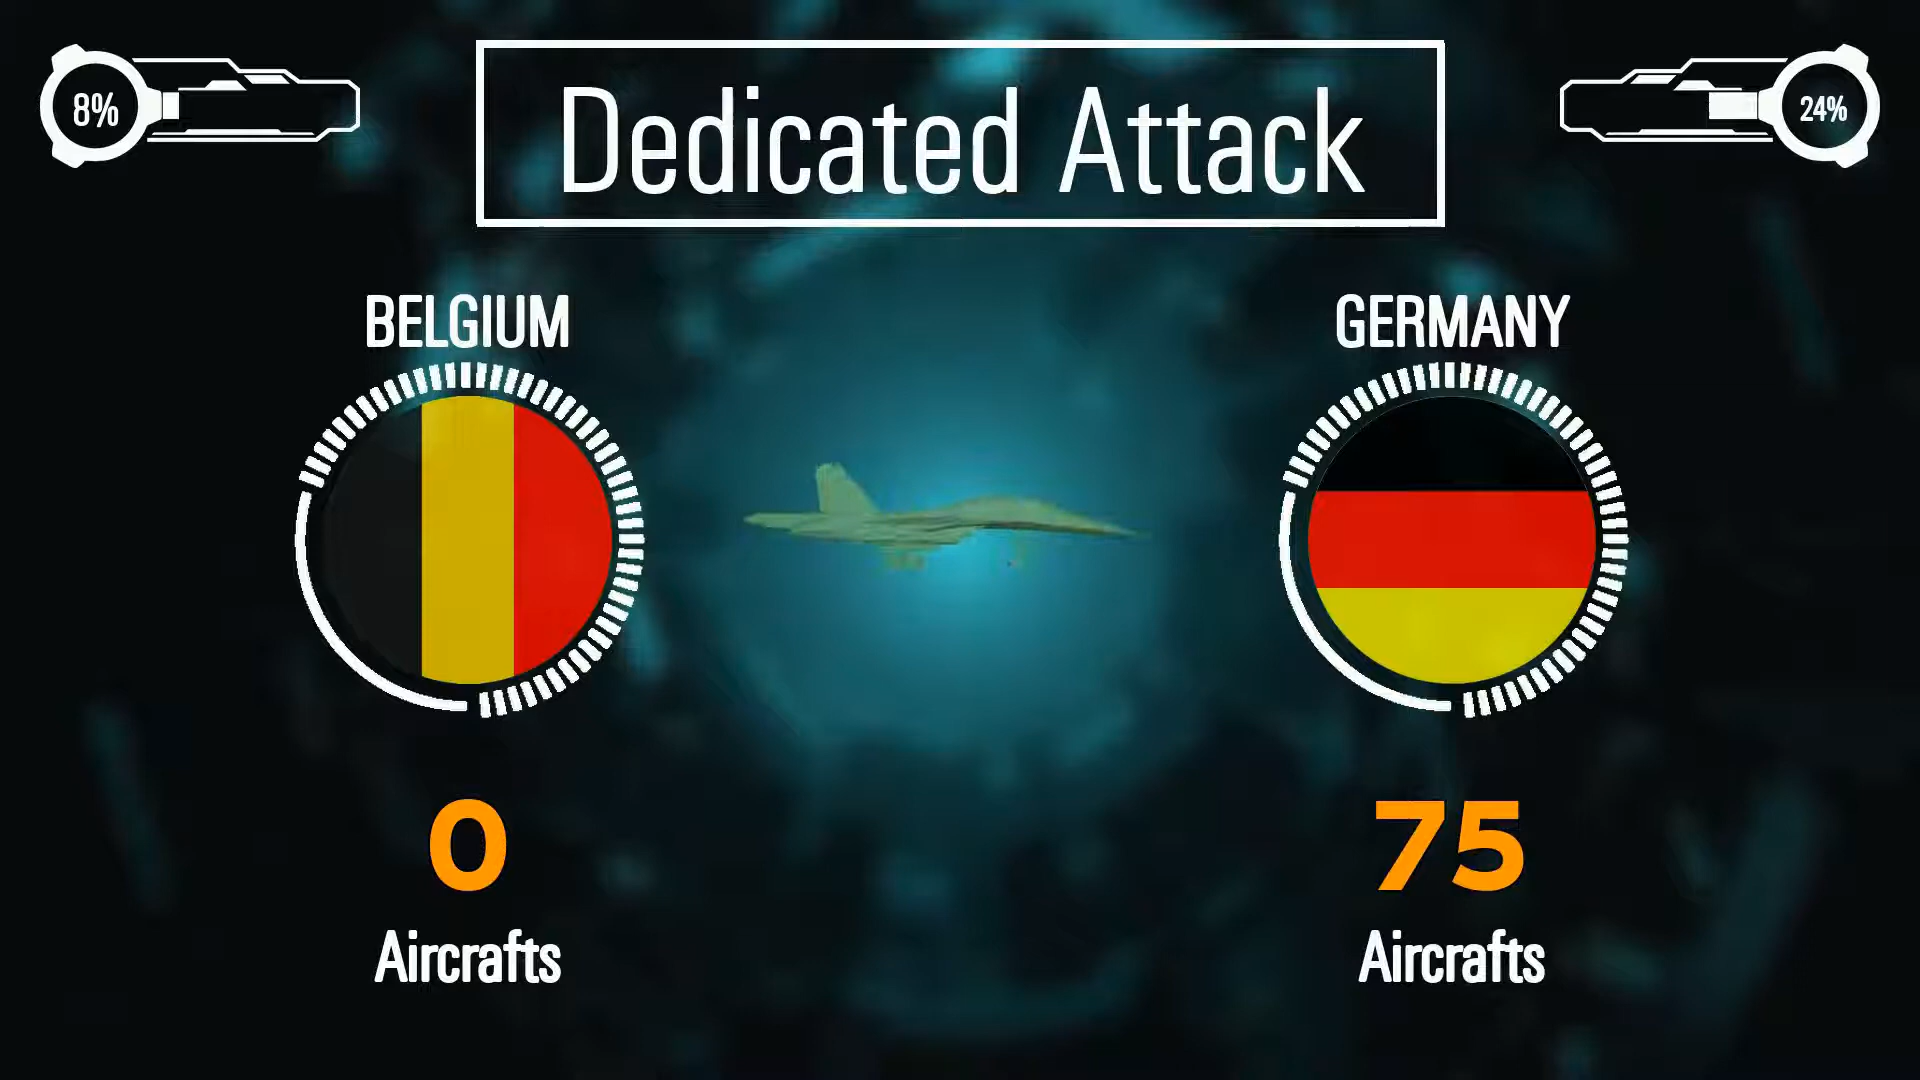 8%
Dedicated Attack
24%
BELGIUM
GERMANY
0
75
Aircrafts
Aircrafts